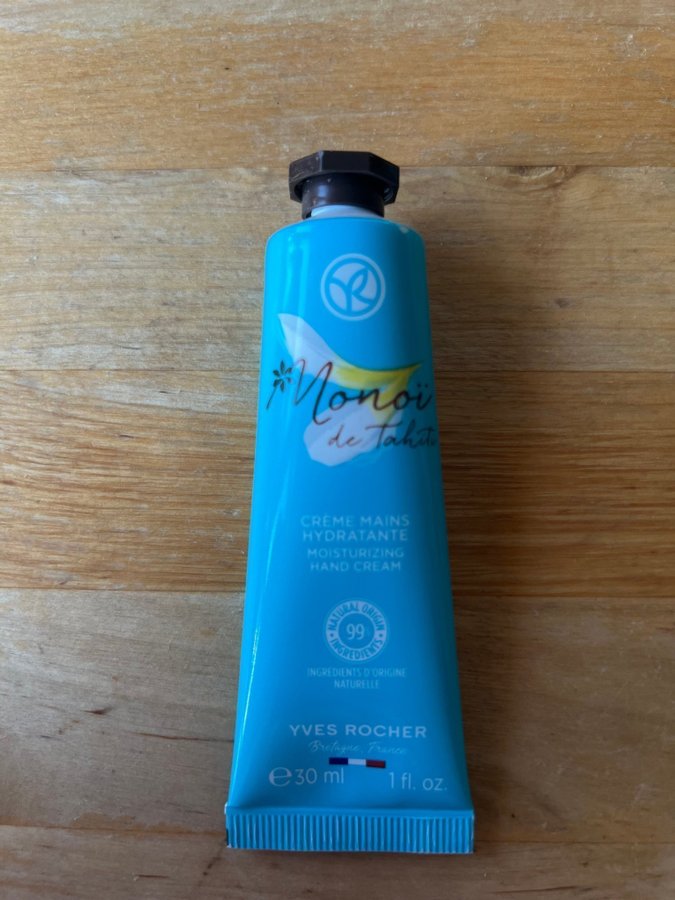 Monoï
de Tahiti
CRÈME MAINS
HYDRATANTE
MOISTURIZING
HAND CREAM
NATURAL ORIGIN
99
INGREDIENTS
INGRÉDIENTS D'ORIGINE
NATURELLE
YVES ROCHER
Bretagne, France
℮30 ml 1 fl. oz.